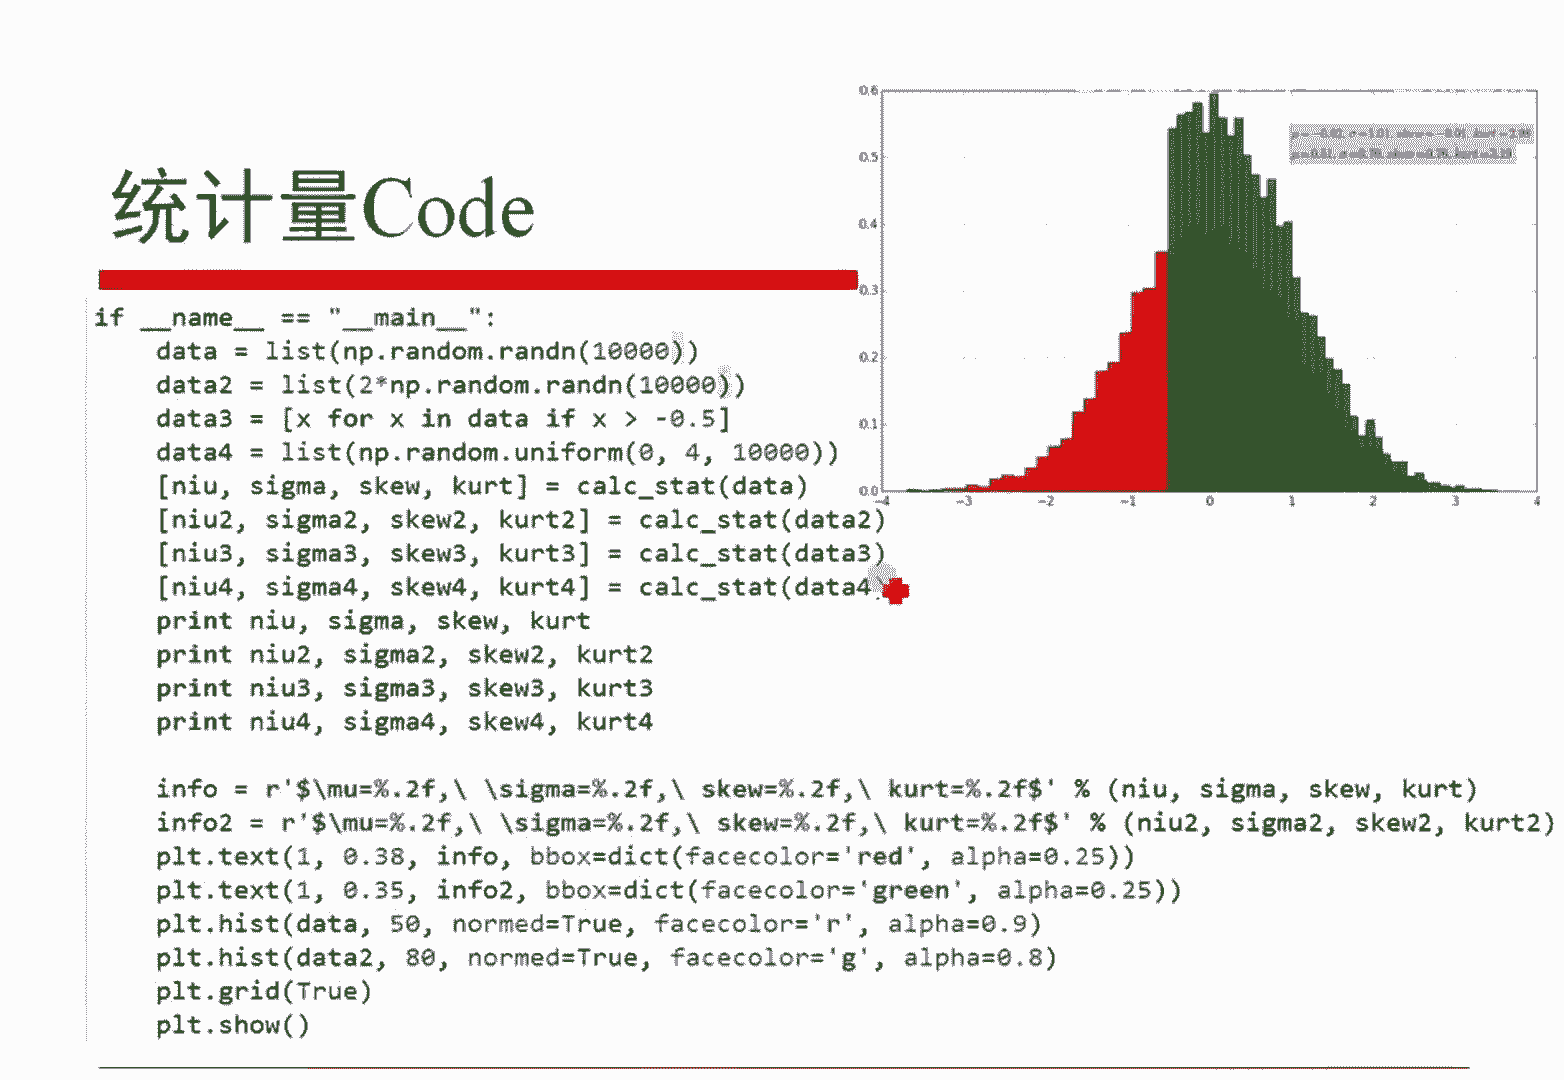 统计量Code
if __name__ == "__main__":
data = list(np.random.randn(10000))
data2 = list(2*np.random.randn(10000))
data3 = [x for x in data if x > -0.5]
data4 = list(np.random.uniform(0, 4, 10000))
[niu, sigma, skew, kurt] = calc_stat(data)
[niu2, sigma2, skew2, kurt2] = calc_stat(data2)
[niu3, sigma3, skew3, kurt3] = calc_stat(data3)
[niu4, sigma4, skew4, kurt4] = calc_stat(data4)
print niu, sigma, skew, kurt
print niu2, sigma2, skew2, kurt2
print niu3, sigma3, skew3, kurt3
print niu4, sigma4, skew4, kurt4
info = r'$\mu=%.2f,\ \sigma=%.2f,\ skew=%.2f,\ kurt=%.2f$' % (niu, sigma, skew, kurt)
info2 = r'$\mu=%.2f,\ \sigma=%.2f,\ skew=%.2f,\ kurt=%.2f$' % (niu2, sigma2, skew2, kurt2)
plt.text(1, 0.38, info, bbox=dict(facecolor='red', alpha=0.25))
plt.text(1, 0.35, info2, bbox=dict(facecolor='green', alpha=0.25))
plt.hist(data, 50, normed=True, facecolor='r', alpha=0.9)
plt.hist(data2, 80, normed=True, facecolor='g', alpha=0.8)
plt.grid(True)
plt.show()
0.6
0.5
0.4
0.3
0.2
0.1
0.0
-4 -3 -2 -1 0 1 2 3 4